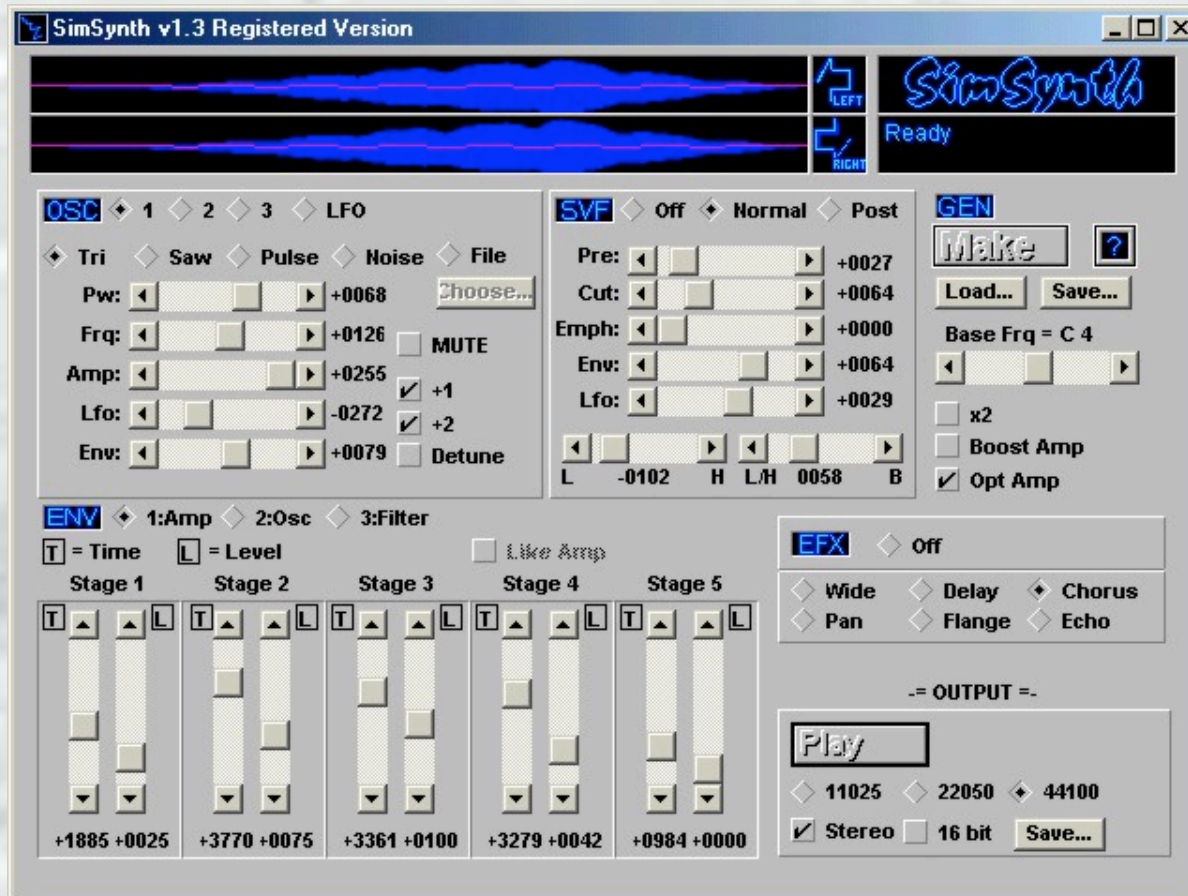 SimSynth v1.3 Registered Version
LEFT
SimSynth
RIGHT
Ready
OSC 1 2 3 LFO
Tri Saw Pulse Noise File
Choose...
Pw: +0068
Frq: +0126
MUTE
Amp: +0255
+1
Lfo: -0272
+2
Env: +0079
Detune
SVF Off Normal Post
Pre: +0027
Cut: +0064
Emph: +0000
Env: +0064
Lfo: +0029
L -0102 H L/H 0058 B
GEN
Make ?
Load... Save...
Base Frq = C 4
x2
Boost Amp
Opt Amp
ENV 1:Amp 2:Osc 3:Filter
T = Time L = Level Like Amp
Stage 1 Stage 2 Stage 3 Stage 4 Stage 5
T L T L T L T L T L
+1885 +0025 +3770 +0075 +3361 +0100 +3279 +0042 +0984 +0000
EFX Off
Wide Delay Chorus
Pan Flange Echo
-= OUTPUT =-
Play
11025 22050 44100
Stereo 16 bit Save...